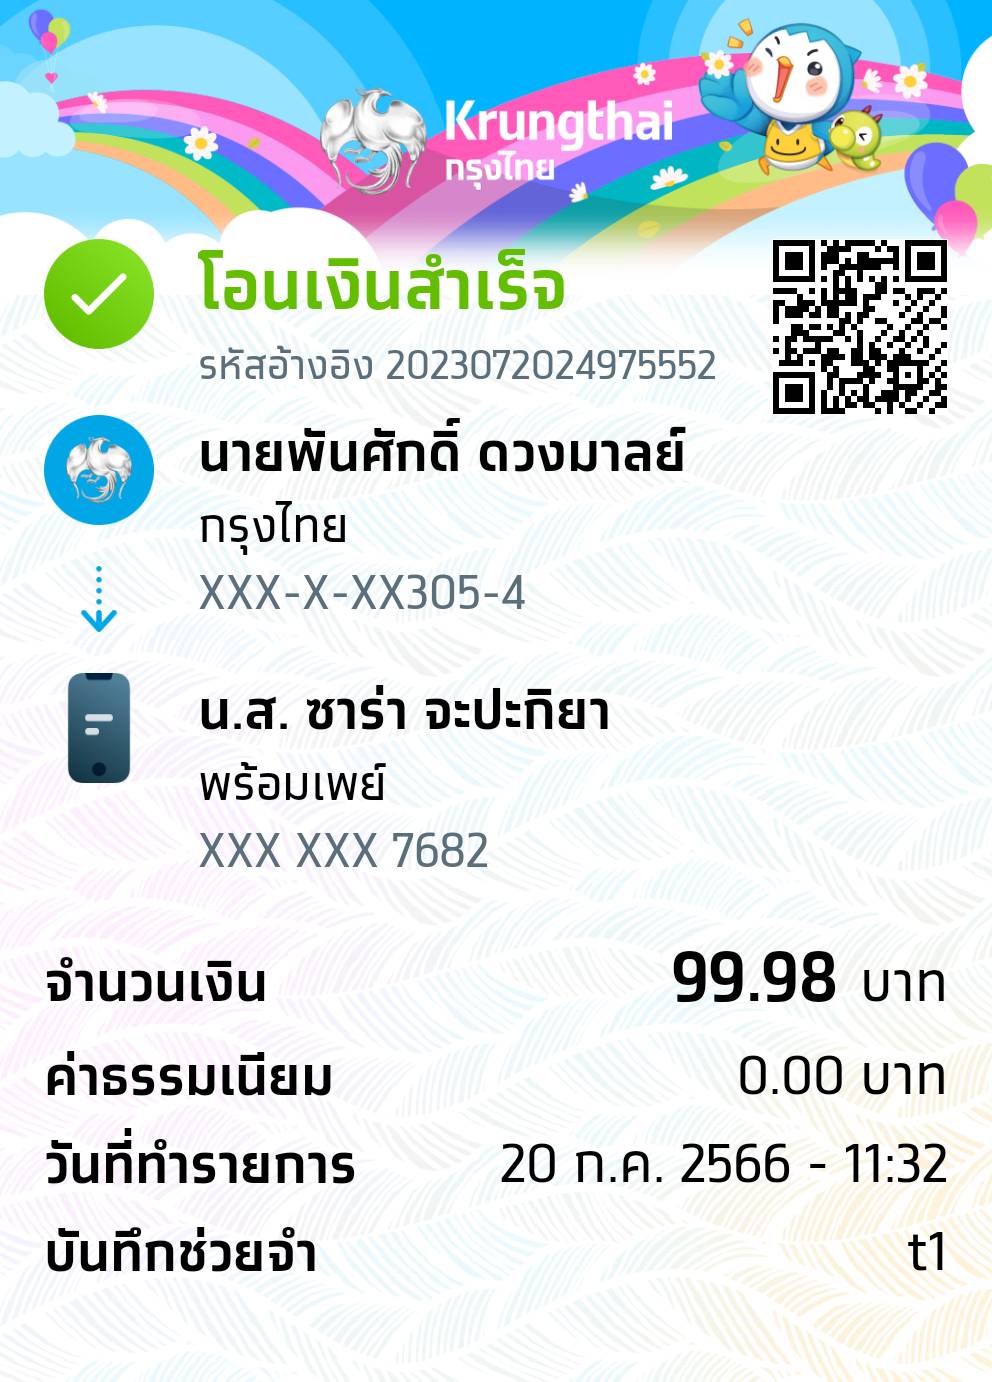 Krungthai
กรุงไทย
โอนเงินสำเร็จ
รหัสอ้างอิง 2023072024975552
นายพันศักดิ์ ดวงมาลย์
กรุงไทย
XXX-X-XX305-4
น.ส. ซาร่า จะปะกิยา
พร้อมเพย์
XXX XXX 7682
จำนวนเงิน 99.98 บาท
ค่าธรรมเนียม 0.00 บาท
วันที่ทำรายการ 20 ก.ค. 2566 - 11:32
บันทึกช่วยจำ t1